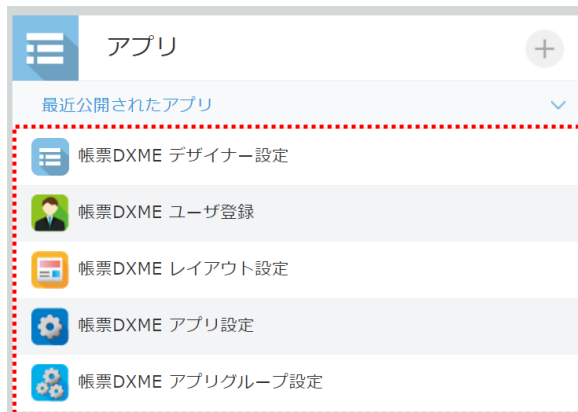 アプリ
最近公開されたアプリ
帳票DXME デザイナー設定
帳票DXME ユーザ登録
帳票DXME レイアウト設定
帳票DXME アプリ設定
帳票DXME アプリグループ設定